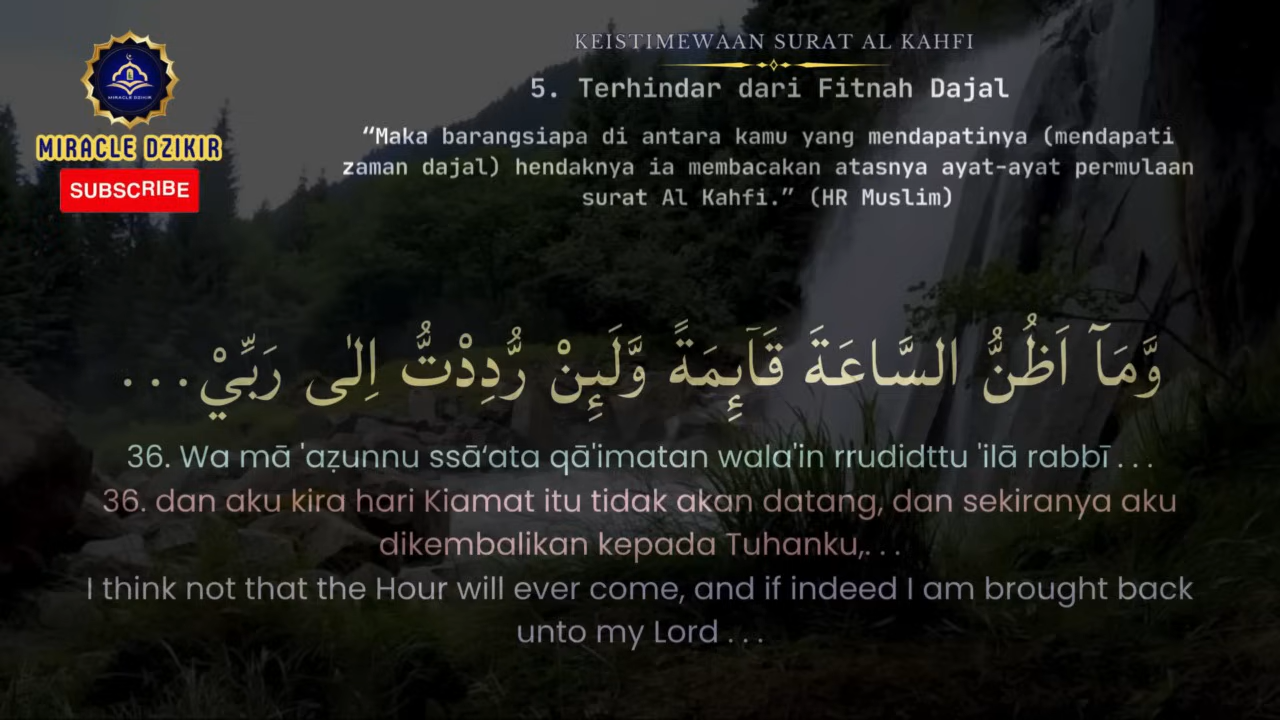 KEISTIMEWAAN SURAT AL KAHFI
5. Terhindar dari Fitnah Dajal
“Maka barangsiapa di antara kamu yang mendapatinya (mendapati
zaman dajal) hendaknya ia membacakan atasnya ayat-ayat permulaan
surat Al Kahfi.” (HR Muslim)
MIRACLE DZIKIR
MIRACLE DZIKIR
SUBSCRIBE
وَّمَآ اَظُنُّ السَّاعَةَ قَاۤىِٕمَةً وَّلَىِٕنْ رُّدِدْتُّ اِلٰى رَبِّيْ...
36. Wa mā 'aẓunnu ssā‘ata qā'imatan wala'in rrudidttu 'ilā rabbī . . .
36. dan aku kira hari Kiamat itu tidak akan datang, dan sekiranya aku
dikembalikan kepada Tuhanku,. . .
I think not that the Hour will ever come, and if indeed I am brought back
unto my Lord . . .